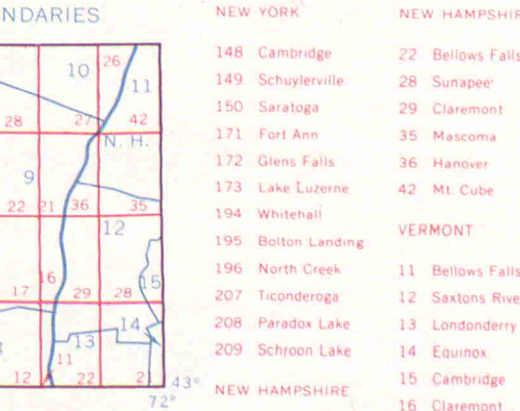 NDARIES
26
10
11
28
27
42
N. H.
9
22
21
36
35
12
16
15
17
29
28
14
13
11
12
22
21
43°
72°
NEW YORK
148 Cambridge
149 Schuylerville
150 Saratoga
171 Fort Ann
172 Glens Falls
173 Lake Luzerne
194 Whitehall
195 Bolton Landing
196 North Creek
207 Ticonderoga
208 Paradox Lake
209 Schroon Lake
NEW HAMPSHIRE
NEW HAMPSHIR
22 Bellows Falls
28 Sunapee
29 Claremont
35 Mascoma
36 Hanover
42 Mt. Cube
VERMONT
11 Bellows Falls
12 Saxtons Rive
13 Londonderry
14 Equinox
15 Cambridge
16 Claremont